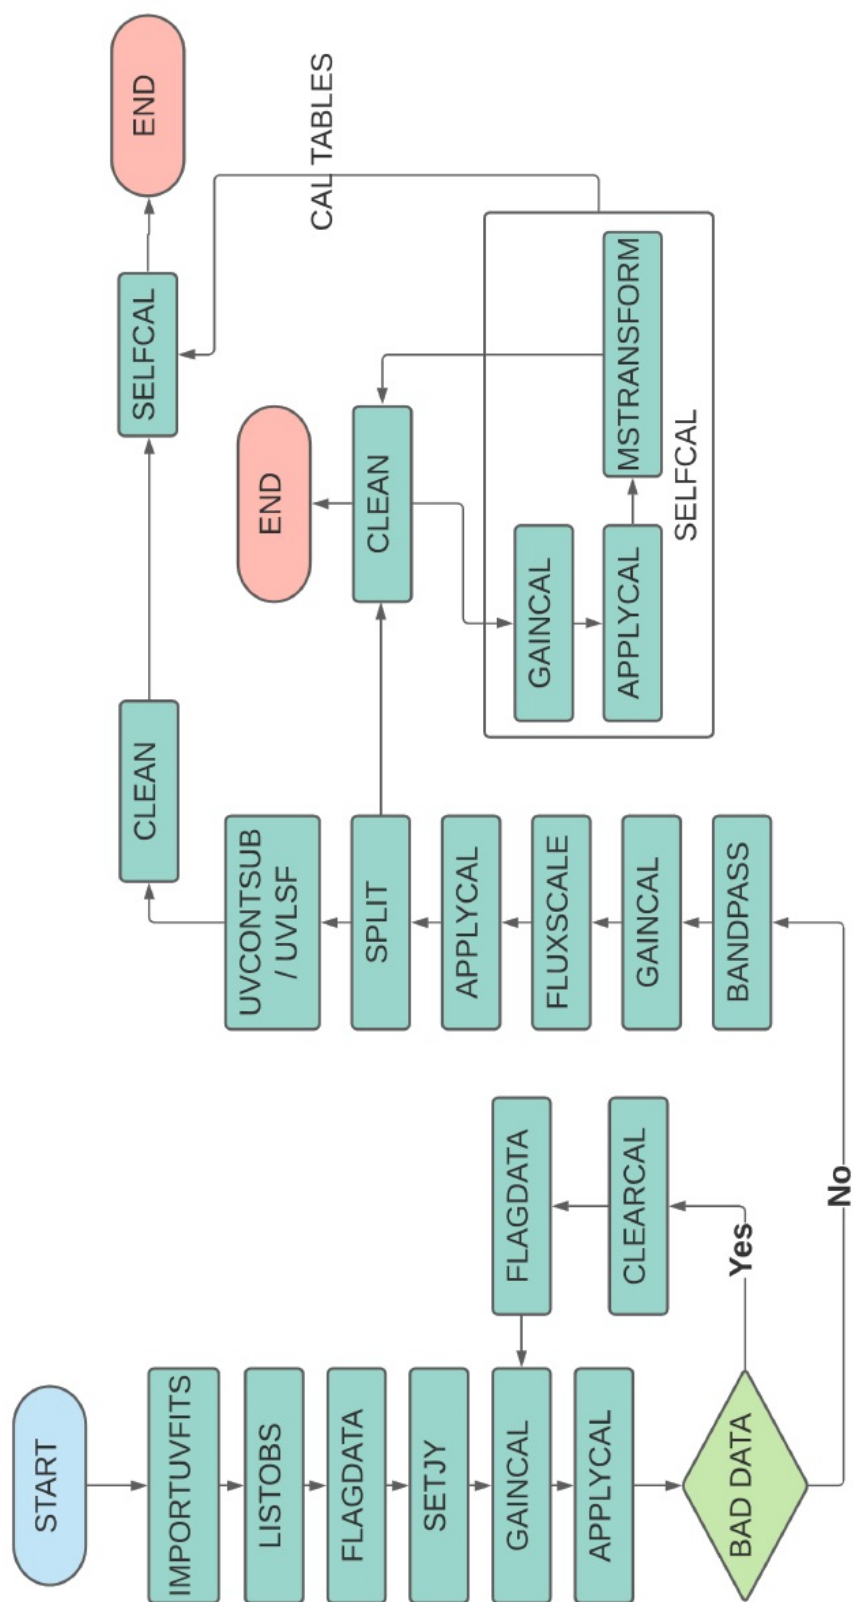 START
IMPORTUVFITS
LISTOBS
FLAGDATA
SETJY
GAINCAL
APPLYCAL
BAD DATA
Yes
CLEARCAL
FLAGDATA
No
BANDPASS
GAINCAL
FLUXSCALE
APPLYCAL
SPLIT
UVCONTSUB
/ UVLSF
CLEAN
SELFCAL
END
CLEAN
END
GAINCAL
APPLYCAL
MSTRANSFORM
SELFCAL
CAL TABLES